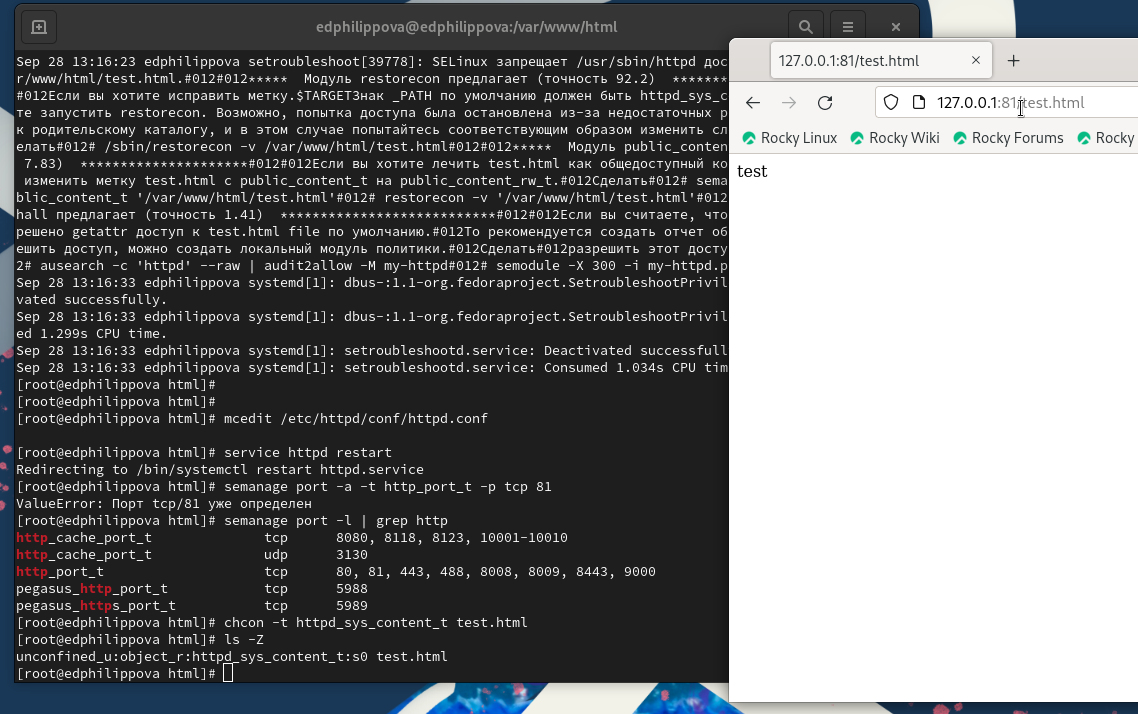 edphilippova@edphilippova:/var/www/html
Sep 28 13:16:23 edphilippova setroubleshoot[39778]: SELinux запрещает /usr/sbin/httpd дос
r/www/html/test.html.#012#012*****  Модуль restorecon предлагает (точность 92.2)  *******
#012Если вы хотите исправить метку.$TARGETЗнак _PATH по умолчанию должен быть httpd_sys_c
те запустить restorecon. Возможно, попытка доступа была остановлена из-за недостаточных р
к родительскому каталогу, и в этом случае попытайтесь соответствующим образом изменить сл
елать#012# /sbin/restorecon -v /var/www/html/test.html#012#012*****  Модуль public_conten
 7.83)  *********************#012#012Если вы хотите лечить test.html как общедоступный ко
 изменить метку test.html с public_content_t на public_content_rw_t.#012Сделать#012# sema
blic_content_t '/var/www/html/test.html'#012# restorecon -v '/var/www/html/test.html'#012
hall предлагает (точность 1.41)  ***************************#012#012Если вы считаете, что
решено getattr доступ к test.html file по умолчанию.#012То рекомендуется создать отчет об
ешить доступ, можно создать локальный модуль политики.#012Сделать#012разрешить этот досту
2# ausearch -c 'httpd' --raw | audit2allow -M my-httpd#012# semodule -X 300 -i my-httpd.p
Sep 28 13:16:33 edphilippova systemd[1]: dbus-:1.1-org.fedoraproject.SetroubleshootPrivil
vated successfully.
Sep 28 13:16:33 edphilippova systemd[1]: dbus-:1.1-org.fedoraproject.SetroubleshootPrivil
ed 1.299s CPU time.
Sep 28 13:16:33 edphilippova systemd[1]: setroubleshootd.service: Deactivated successfull
Sep 28 13:16:33 edphilippova systemd[1]: setroubleshootd.service: Consumed 1.034s CPU tim
[root@edphilippova html]#
[root@edphilippova html]#
[root@edphilippova html]# mcedit /etc/httpd/conf/httpd.conf
[root@edphilippova html]# service httpd restart
Redirecting to /bin/systemctl restart httpd.service
[root@edphilippova html]# semanage port -a -t http_port_t -p tcp 81
ValueError: Порт tcp/81 уже определен
[root@edphilippova html]# semanage port -l | grep http
http_cache_port_t              tcp      8080, 8118, 8123, 10001-10010
http_cache_port_t              udp      3130
http_port_t                    tcp      80, 81, 443, 488, 8008, 8009, 8443, 9000
pegasus_http_port_t            tcp      5988
pegasus_https_port_t           tcp      5989
[root@edphilippova html]# chcon -t httpd_sys_content_t test.html
[root@edphilippova html]# ls -Z
unconfined_u:object_r:httpd_sys_content_t:s0 test.html
[root@edphilippova html]#
127.0.0.1:81/test.html
127.0.0.1:81/test.html
Rocky Linux Rocky Wiki Rocky Forums Rocky
test